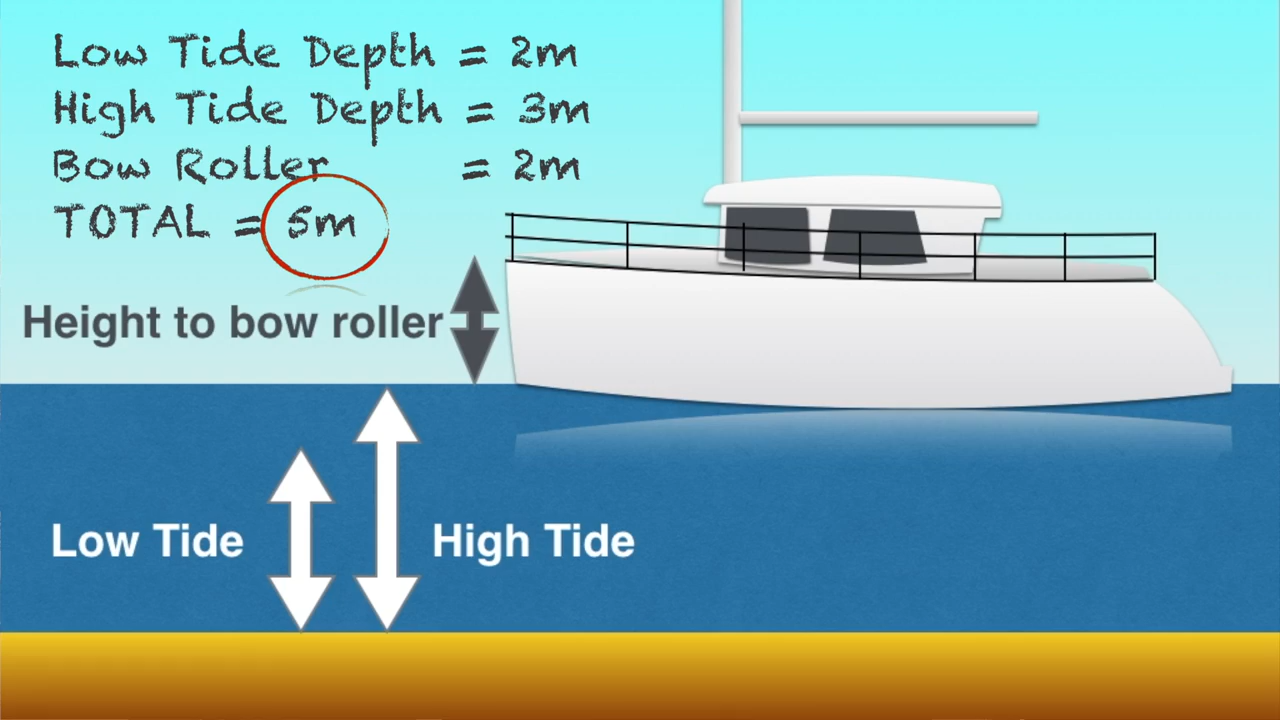 Low Tide Depth = 2m
High Tide Depth = 3m
Bow Roller = 2m
TOTAL = 5m
Height to bow roller
Low Tide
High Tide